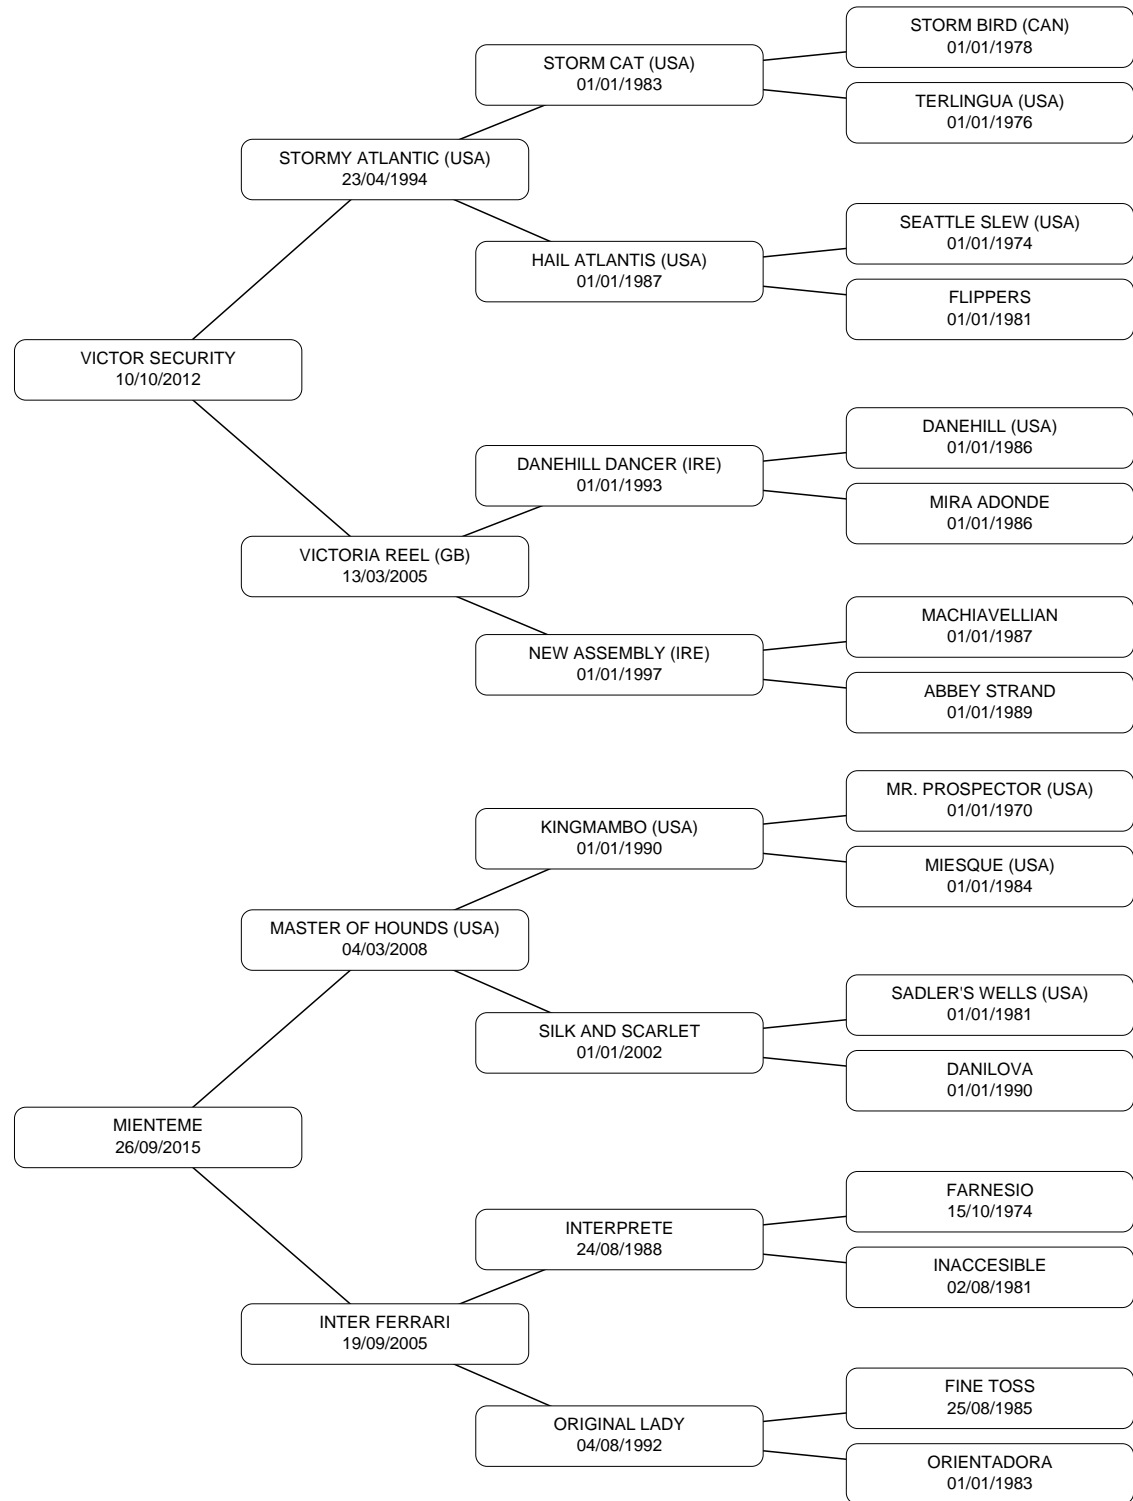 STORM BIRD (CAN)
01/01/1978
STORM CAT (USA)
01/01/1983
TERLINGUA (USA)
01/01/1976
STORMY ATLANTIC (USA)
23/04/1994
SEATTLE SLEW (USA)
01/01/1974
HAIL ATLANTIS (USA)
01/01/1987
FLIPPERS
01/01/1981
VICTOR SECURITY
10/10/2012
DANEHILL (USA)
01/01/1986
DANEHILL DANCER (IRE)
01/01/1993
MIRA ADONDE
01/01/1986
VICTORIA REEL (GB)
13/03/2005
MACHIAVELLIAN
01/01/1987
NEW ASSEMBLY (IRE)
01/01/1997
ABBEY STRAND
01/01/1989
MR. PROSPECTOR (USA)
01/01/1970
KINGMAMBO (USA)
01/01/1990
MIESQUE (USA)
01/01/1984
MASTER OF HOUNDS (USA)
04/03/2008
SADLER'S WELLS (USA)
01/01/1981
SILK AND SCARLET
01/01/2002
DANILOVA
01/01/1990
MIENTEME
26/09/2015
FARNESIO
15/10/1974
INTERPRETE
24/08/1988
INACCESIBLE
02/08/1981
INTER FERRARI
19/09/2005
FINE TOSS
25/08/1985
ORIGINAL LADY
04/08/1992
ORIENTADORA
01/01/1983